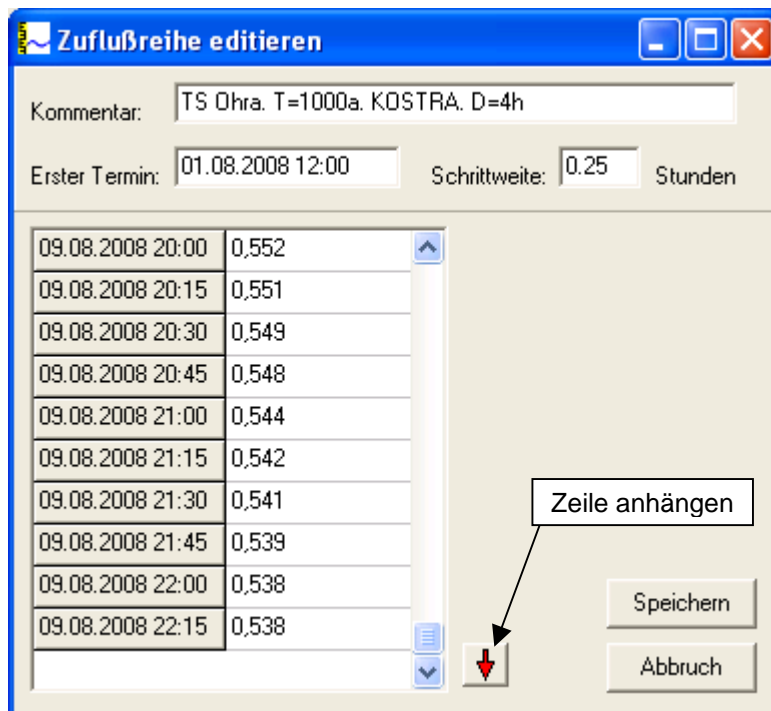 Zuflußreihe editieren
Kommentar: TS Ohra. T=1000a. KOSTRA. D=4h
Erster Termin: 01.08.2008 12:00 Schrittweite: 0.25 Stunden
09.08.2008 20:00 0,552
09.08.2008 20:15 0,551
09.08.2008 20:30 0,549
09.08.2008 20:45 0,548
09.08.2008 21:00 0,544
09.08.2008 21:15 0,542
09.08.2008 21:30 0,541
09.08.2008 21:45 0,539
09.08.2008 22:00 0,538
09.08.2008 22:15 0,538
Zeile anhängen
Speichern
Abbruch